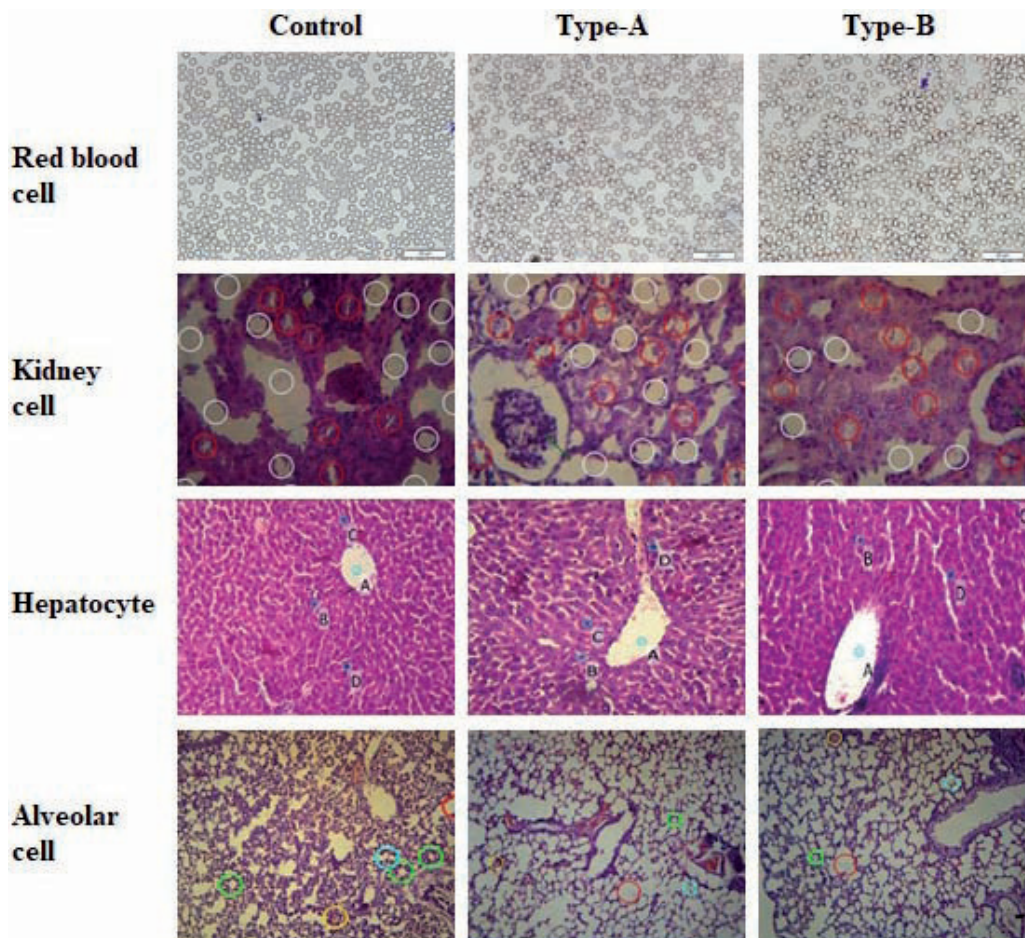 Control Type-A Type-B
Red blood
cell
Kidney
cell
Hepatocyte
C
A
B
D
D
C
A
B
B
D
A
Alveolar
cell